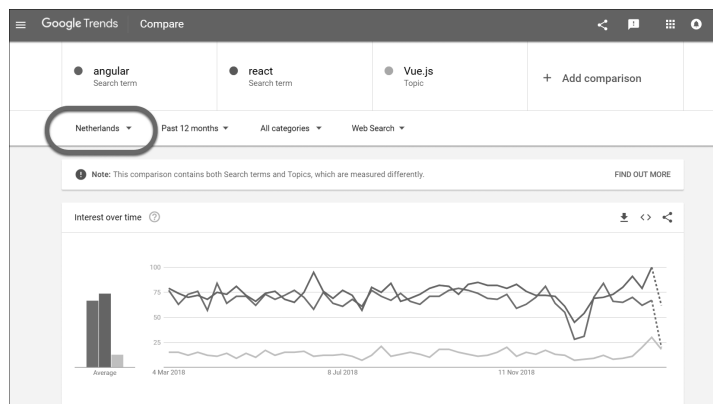 Google Trends Compare
angular react Vue.js + Add comparison
Search term Search term Topic
Netherlands Past 12 months All categories Web Search
! Note: This comparison contains both Search terms and Topics, which are measured differently. FIND OUT MORE
Interest over time ? <>
100
75
50
25
Average 4 Mar 2018 8 Jul 2018 11 Nov 2018